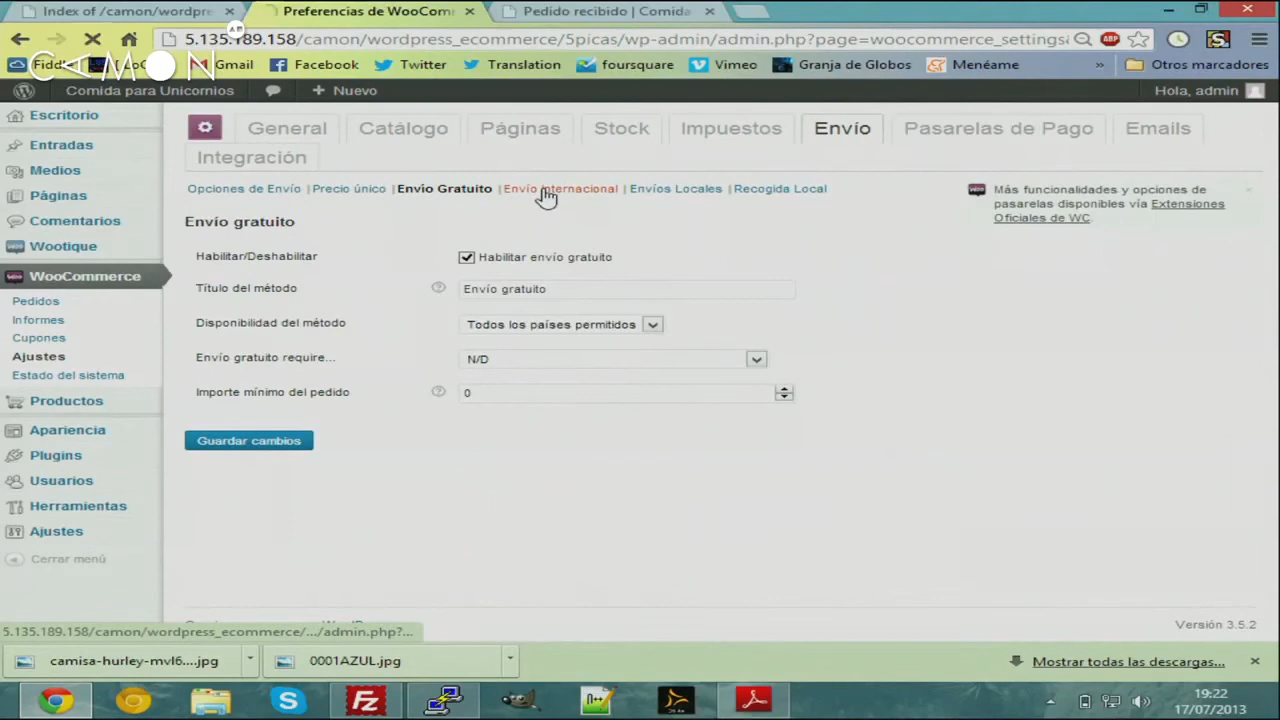 Index of /camon/wordpre
Preferencias de WooComm
Pedido recibido | Comida
5.135.189.158/camon/wordpress_ecommerce/5picas/wp-admin/admin.php?page=woocommerce_settings&
CAMON
Gmail
Facebook
Twitter
Translation
foursquare
Vimeo
Granja de Globos
Menéame
»
Otros marcadores
Comida para Unicornios
+ Nuevo
Hola, admin
Escritorio
Entradas
Medios
Páginas
Comentarios
Wootique
WooCommerce
Pedidos
Informes
Cupones
Ajustes
Estado del sistema
Productos
Apariencia
Plugins
Usuarios
Herramientas
Ajustes
Cerrar menú
General
Catálogo
Páginas
Stock
Impuestos
Envío
Pasarelas de Pago
Emails
Integración
Opciones de Envío | Precio único | Envío Gratuito | Envío Internacional | Envíos Locales | Recogida Local
Más funcionalidades y opciones de
pasarelas disponibles vía Extensiones
Oficiales de WC.
Envío gratuito
Habilitar/Deshabilitar
Habilitar envío gratuito
Título del método
Envío gratuito
Disponibilidad del método
Todos los países permitidos
Envío gratuito require...
N/D
Importe mínimo del pedido
0
Guardar cambios
Versión 3.5.2
5.135.189.158/camon/wordpress_ecommerce/.../admin.php?...
camisa-hurley-mvl6....jpg
0001AZUL.jpg
Mostrar todas las descargas...
19:22
17/07/2013